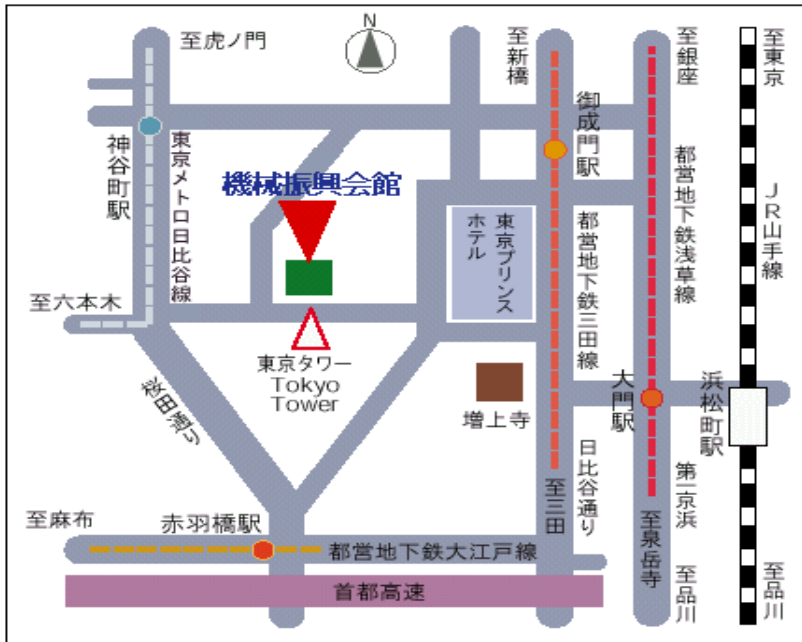 至虎ノ門
N
至新橋
至銀座
至東京
神谷町駅
東京メトロ日比谷線
御成門駅
都営地下鉄浅草線
JR山手線
機械振興会館
東京プリンス
ホテル
都営地下鉄三田線
至六本木
東京タワー
Tokyo
Tower
桜田通り
増上寺
大門駅
浜松町駅
日比谷通り
第一京浜
至三田
至泉岳寺
至品川
至品川
至麻布
赤羽橋駅
都営地下鉄大江戸線
首都高速